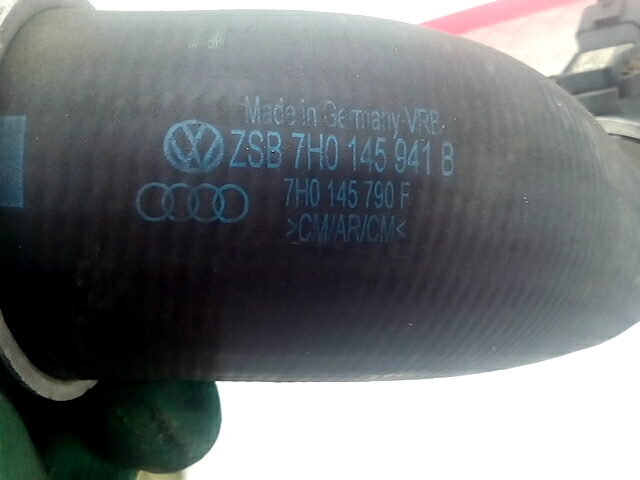 Made in Germany VRB
ZSB 7H0 145 941 B
7H0 145 790 F
>CM/AR/CM<